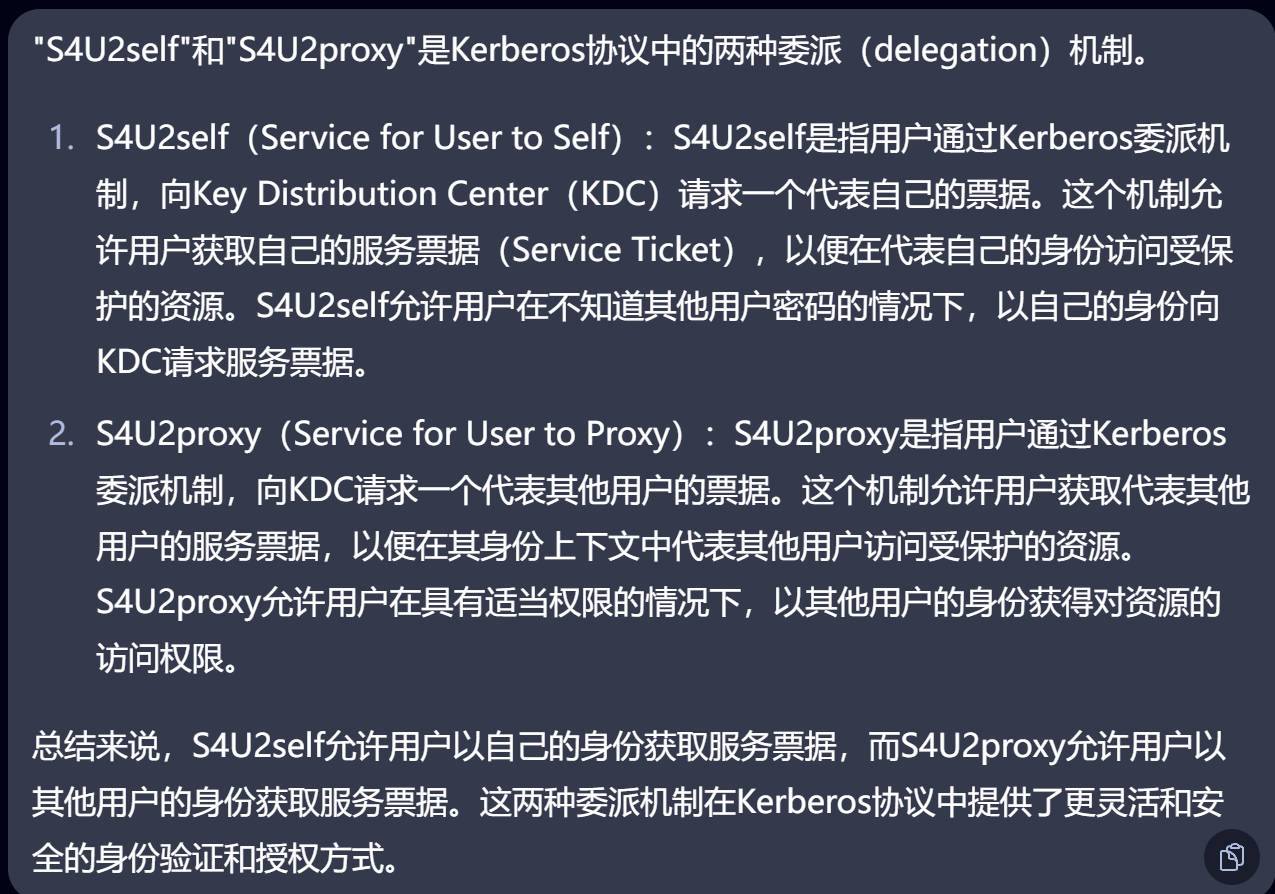 "S4U2self"和"S4U2proxy"是Kerberos协议中的两种委派（delegation）机制。
1. S4U2self（Service for User to Self）：S4U2self是指用户通过Kerberos委派机
制，向Key Distribution Center（KDC）请求一个代表自己的票据。这个机制允
许用户获取自己的服务票据（Service Ticket），以便在代表自己的身份访问受保
护的资源。S4U2self允许用户在不知道其他用户密码的情况下，以自己的身份向
KDC请求服务票据。
2. S4U2proxy（Service for User to Proxy）：S4U2proxy是指用户通过Kerberos
委派机制，向KDC请求一个代表其他用户的票据。这个机制允许用户获取代表其他
用户的服务票据，以便在其身份上下文中代表其他用户访问受保护的资源。
S4U2proxy允许用户在具有适当权限的情况下，以其他用户的身份获得对资源的
访问权限。
总结来说，S4U2self允许用户以自己的身份获取服务票据，而S4U2proxy允许用户以
其他用户的身份获取服务票据。这两种委派机制在Kerberos协议中提供了更灵活和安
全的身份验证和授权方式。